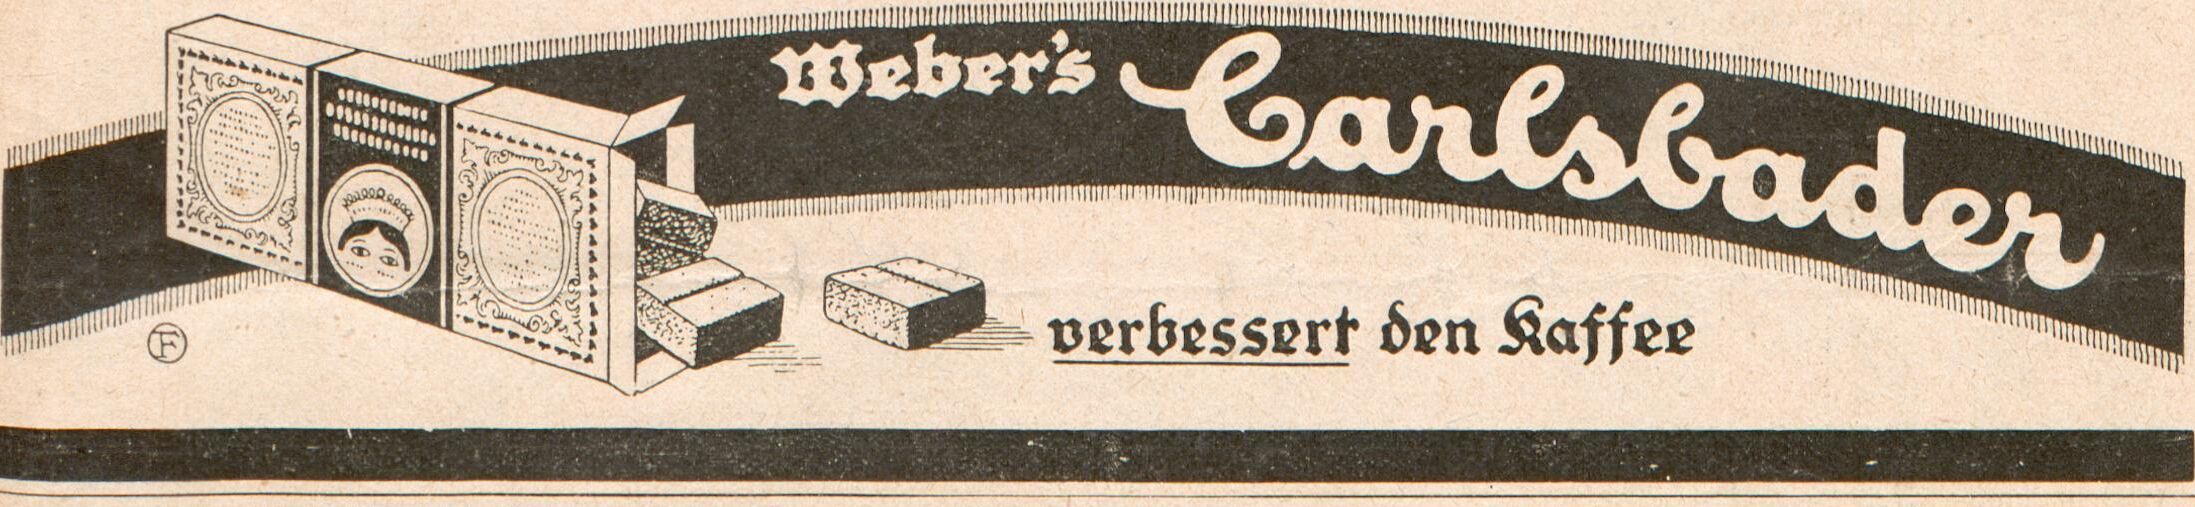 Weber's Carlsbader
verbessert den Kaffee
F